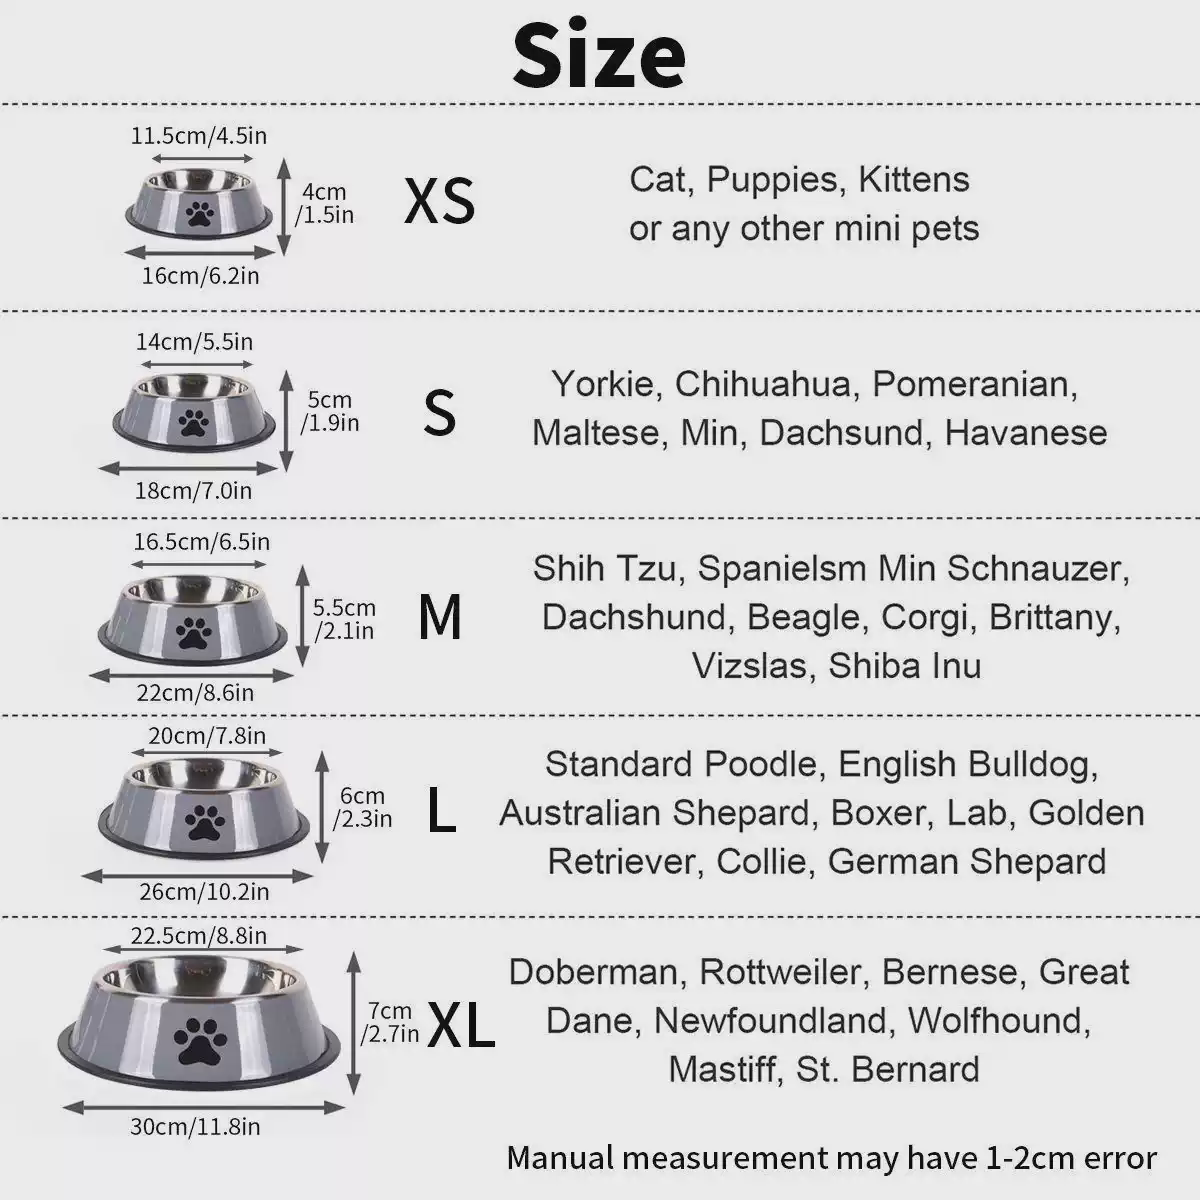 Size
11.5cm/4.5in
4cm
/1.5in
16cm/6.2in
XS
Cat, Puppies, Kittens
or any other mini pets
14cm/5.5in
5cm
/1.9in
18cm/7.0in
S
Yorkie, Chihuahua, Pomeranian,
Maltese, Min, Dachsund, Havanese
16.5cm/6.5in
5.5cm
/2.1in
22cm/8.6in
M
Shih Tzu, Spanielsm Min Schnauzer,
Dachshund, Beagle, Corgi, Brittany,
Vizslas, Shiba Inu
20cm/7.8in
6cm
/2.3in
26cm/10.2in
L
Standard Poodle, English Bulldog,
Australian Shepard, Boxer, Lab, Golden
Retriever, Collie, German Shepard
22.5cm/8.8in
7cm
/2.7in
30cm/11.8in
XL
Doberman, Rottweiler, Bernese, Great
Dane, Newfoundland, Wolfhound,
Mastiff, St. Bernard
Manual measurement may have 1-2cm error